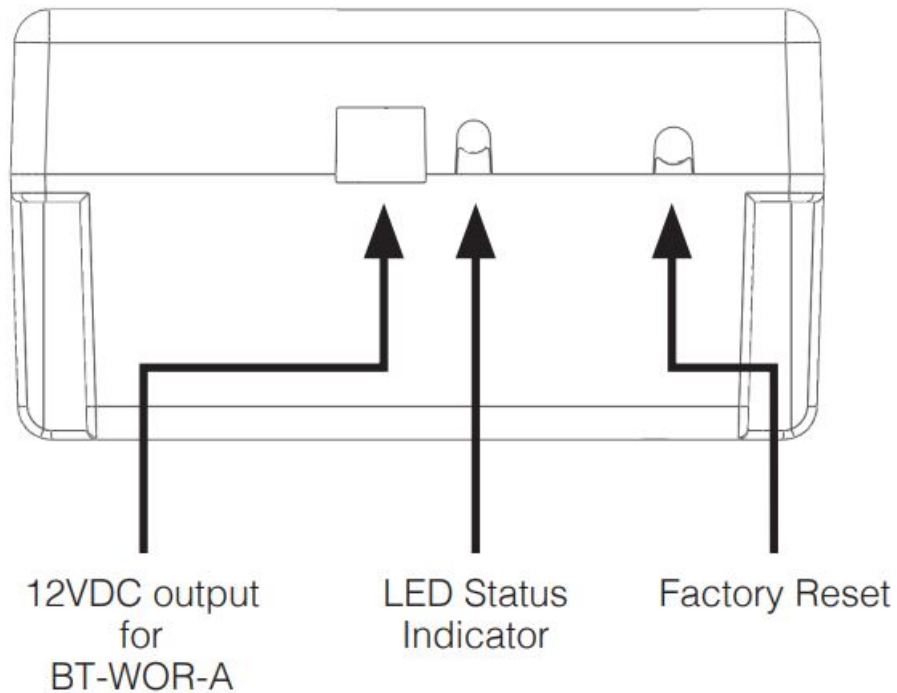 12VDC output
for
BT-WOR-A
LED Status
Indicator
Factory Reset